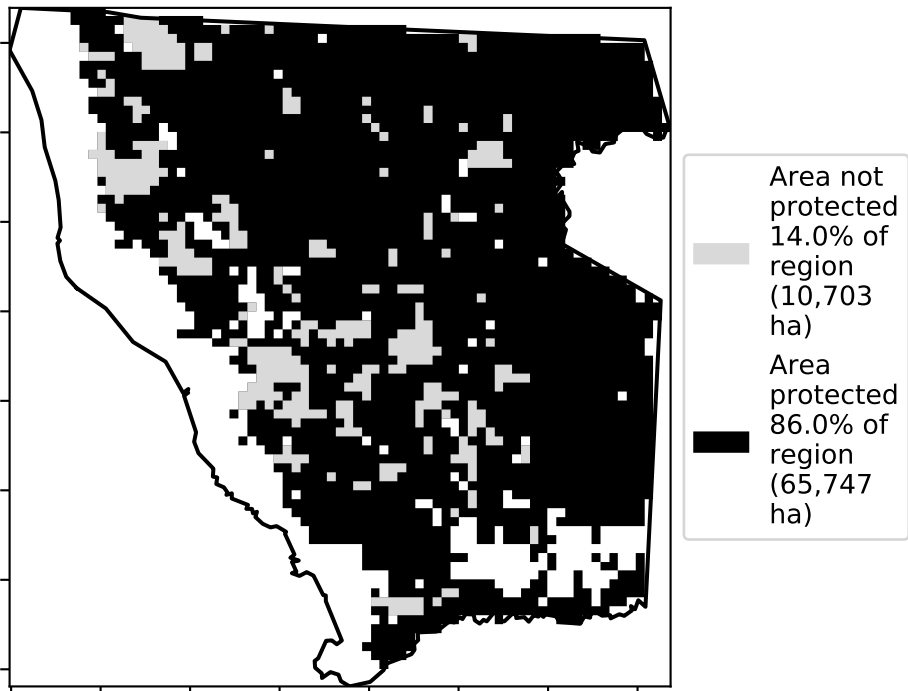 Area not
protected
14.0% of
region
(10,703
ha)
Area
protected
86.0% of
region
(65,747
ha)